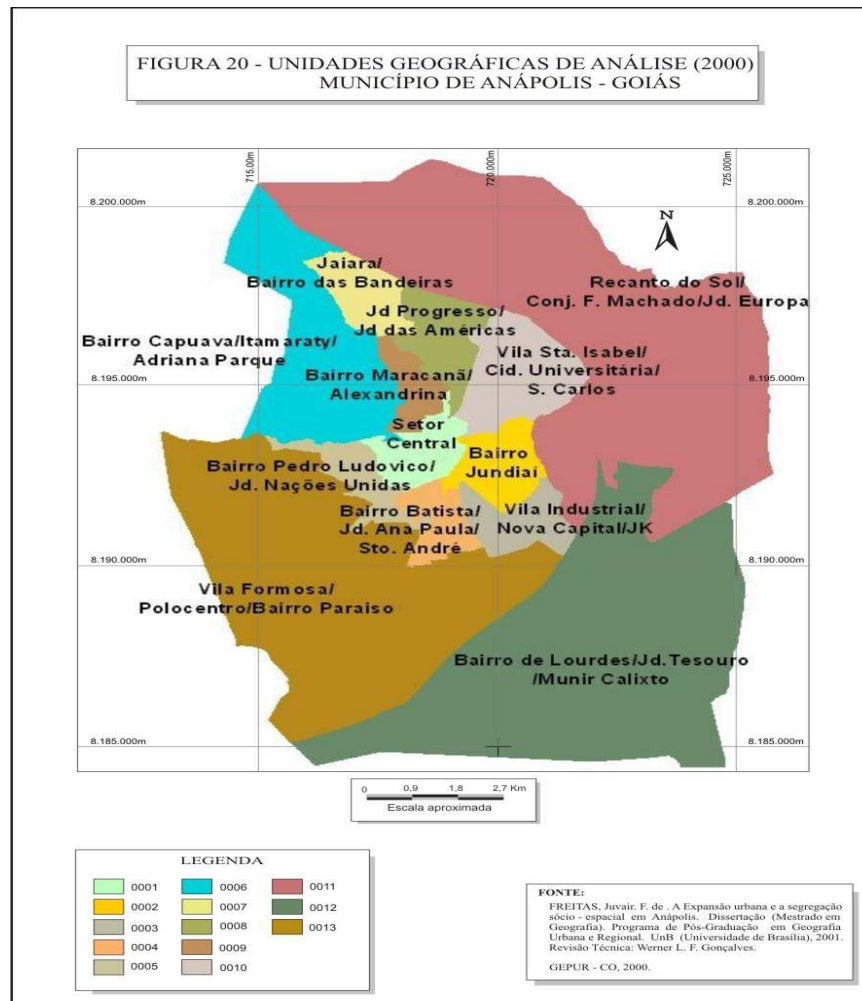 FIGURA 20 - UNIDADES GEOGRÁFICAS DE ANÁLISE (2000)
MUNICÍPIO DE ANÁPOLIS - GOIÁS
715.00m
720.000m
725.000m
8.200.000m
8.200.000m
N
Jaiara/
Bairro das Bandeiras
Recanto do Sol/
Conj. F. Machado/Jd. Europa
Jd Progresso/
Jd das Américas
Bairro Capuava/Itamaraty/
Adriana Parque
Vila Sta. Isabel/
Cid. Universitária/
S. Carlos
Bairro Maracanã/
Alexandrina
8.195.000m
8.195.000m
Setor
Central
Bairro
Jundiaí
Bairro Pedro Ludovico/
Jd. Nações Unidas
Bairro Batista/
Jd. Ana Paula/
Sto. André
Vila Industrial/
Nova Capital/JK
8.190.000m
8.190.000m
Vila Formosa/
Polocentro/Bairro Paraiso
Bairro de Lourdes/Jd.Tesouro
/Munir Calixto
8.185.000m
8.185.000m
0 0,9 1,8 2,7 Km
Escala aproximada
LEGENDA
0001
0002
0003
0004
0005
0006
0007
0008
0009
0010
0011
0012
0013
FONTE:
FREITAS, Juvair. F. de . A Expansão urbana e a segregação
sócio - espacial em Anápolis. Dissertação (Mestrado em
Geografia). Programa de Pós-Graduação em Geografia
Urbana e Regional. UnB (Universidade de Brasília), 2001.
Revisão Técnica: Werner L. F. Gonçalves.
GEPUR - CO, 2000.